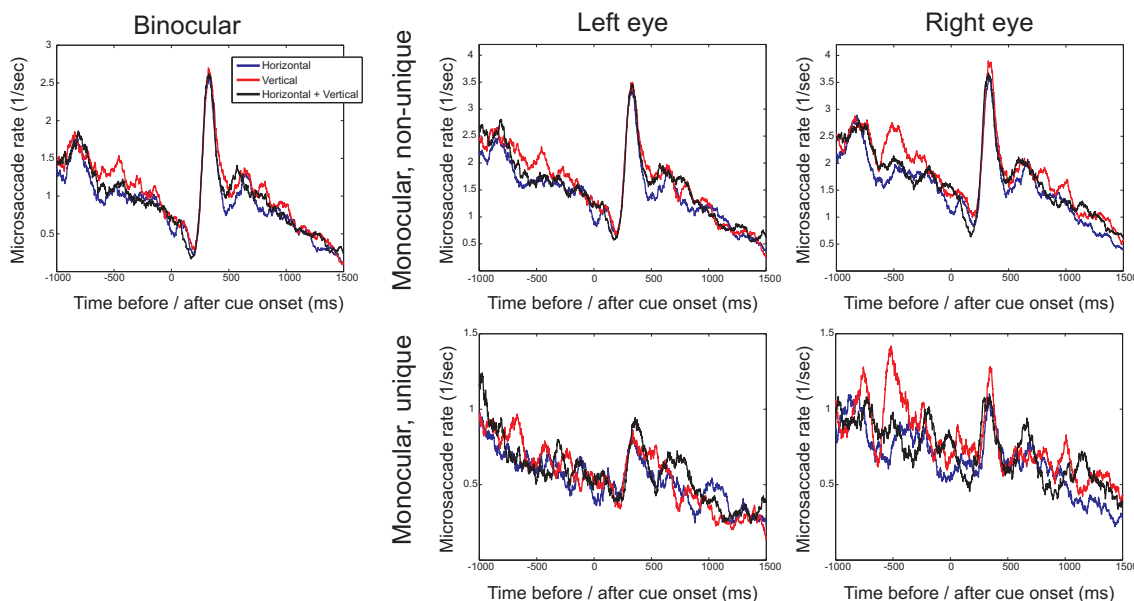 Binocular
Left eye
Right eye
Monocular, non-unique
Microsaccade rate (1/sec)
3
2.5
2
1.5
1
0.5
Horizontal
Vertical
Horizontal + Vertical
-1000 -500 0 500 1000 1500
Time before / after cue onset (ms)
Microsaccade rate (1/sec)
4
3.5
3
2.5
2
1.5
1
0.5
-1000 -500 0 500 1000 1500
Time before / after cue onset (ms)
Microsaccade rate (1/sec)
4
3.5
3
2.5
2
1.5
1
0.5
-1000 -500 0 500 1000 1500
Time before / after cue onset (ms)
Monocular, unique
Microsaccade rate (1/sec)
1.5
1
0.5
-1000 -500 0 500 1000 1500
Time before / after cue onset (ms)
Microsaccade rate (1/sec)
1.5
1
0.5
-1000 -500 0 500 1000 1500
Time before / after cue onset (ms)